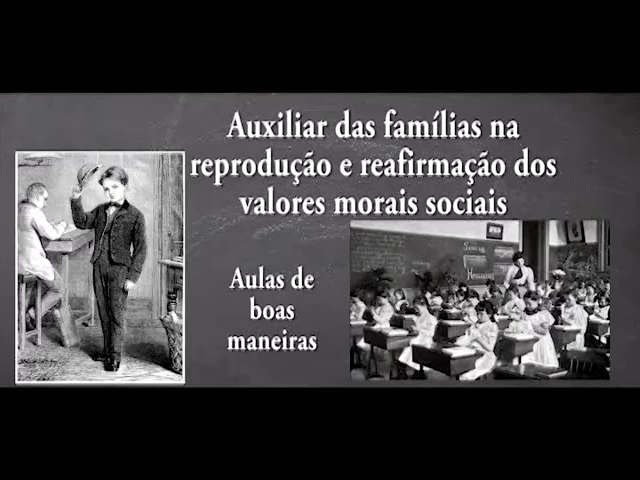 Auxiliar das famílias na
reprodução e reafirmação dos
valores morais sociais
Aulas de
boas
maneiras